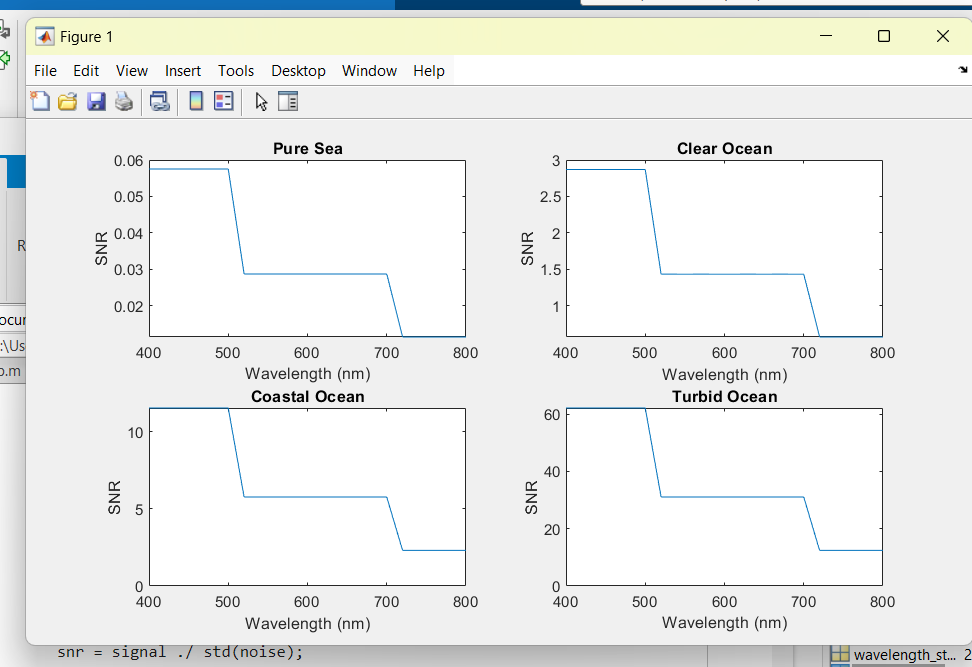 Figure 1
File Edit View Insert Tools Desktop Window Help
Pure Sea
0.06
0.05
0.04
0.03
0.02
SNR
400 500 600 700 800
Wavelength (nm)
Clear Ocean
3
2.5
2
1.5
1
SNR
400 500 600 700 800
Wavelength (nm)
Coastal Ocean
10
5
0
SNR
400 500 600 700 800
Wavelength (nm)
Turbid Ocean
60
40
20
0
SNR
400 500 600 700 800
Wavelength (nm)
R
ocur
:\Us
o.m
snr = signal ./ std(noise);
wavelength_st... 2